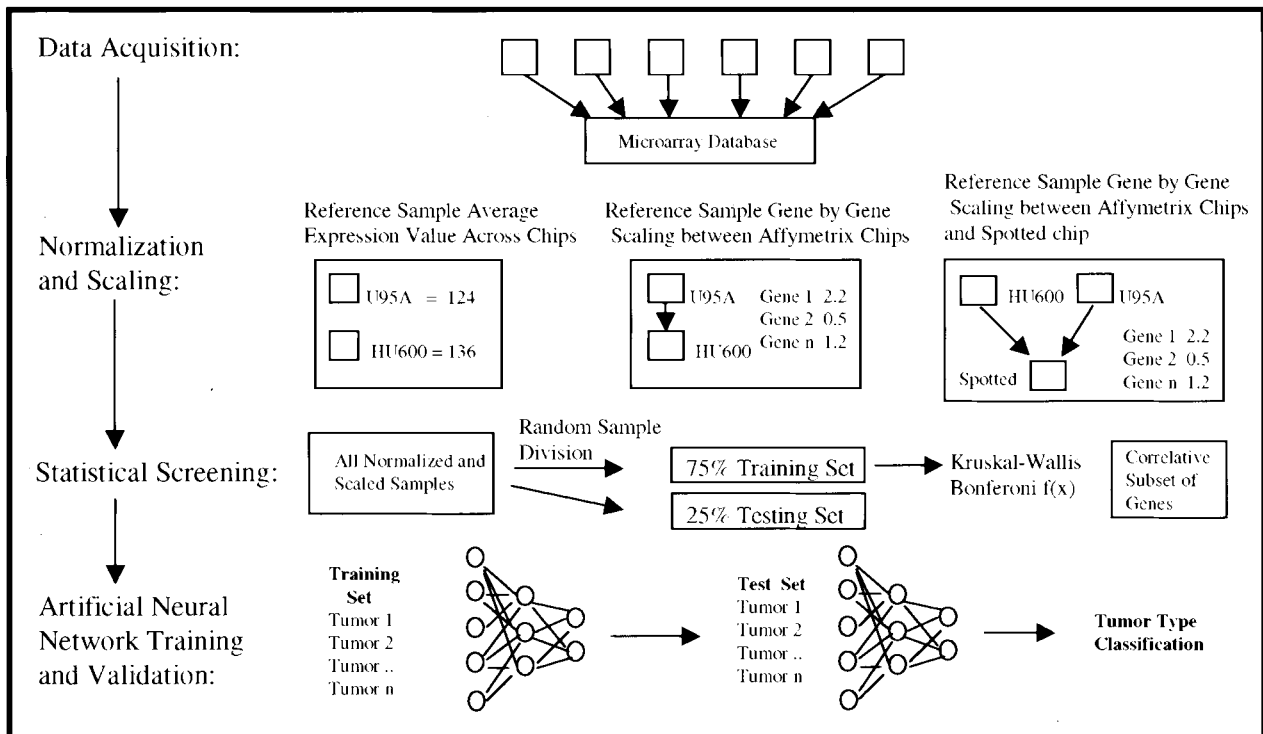 Data Acquisition:
Microarray Database
Normalization
and Scaling:
Reference Sample Average
Expression Value Across Chips
U95A = 124
HU600 = 136
Reference Sample Gene by Gene
Scaling between Affymetrix Chips
U95A
HU600
Gene 1 2.2
Gene 2 0.5
Gene n 1.2
Reference Sample Gene by Gene
Scaling between Affymetrix Chips
and Spotted chip
HU600
U95A
Spotted
Gene 1 2.2
Gene 2 0.5
Gene n 1.2
Statistical Screening:
All Normalized and
Scaled Samples
Random Sample
Division
75% Training Set
25% Testing Set
Kruskal-Wallis
Bonferoni f(x)
Correlative
Subset of
Genes
Artificial Neural
Network Training
and Validation:
Training
Set
Tumor 1
Tumor 2
Tumor ..
Tumor n
Test Set
Tumor 1
Tumor 2
Tumor ..
Tumor n
Tumor Type
Classification